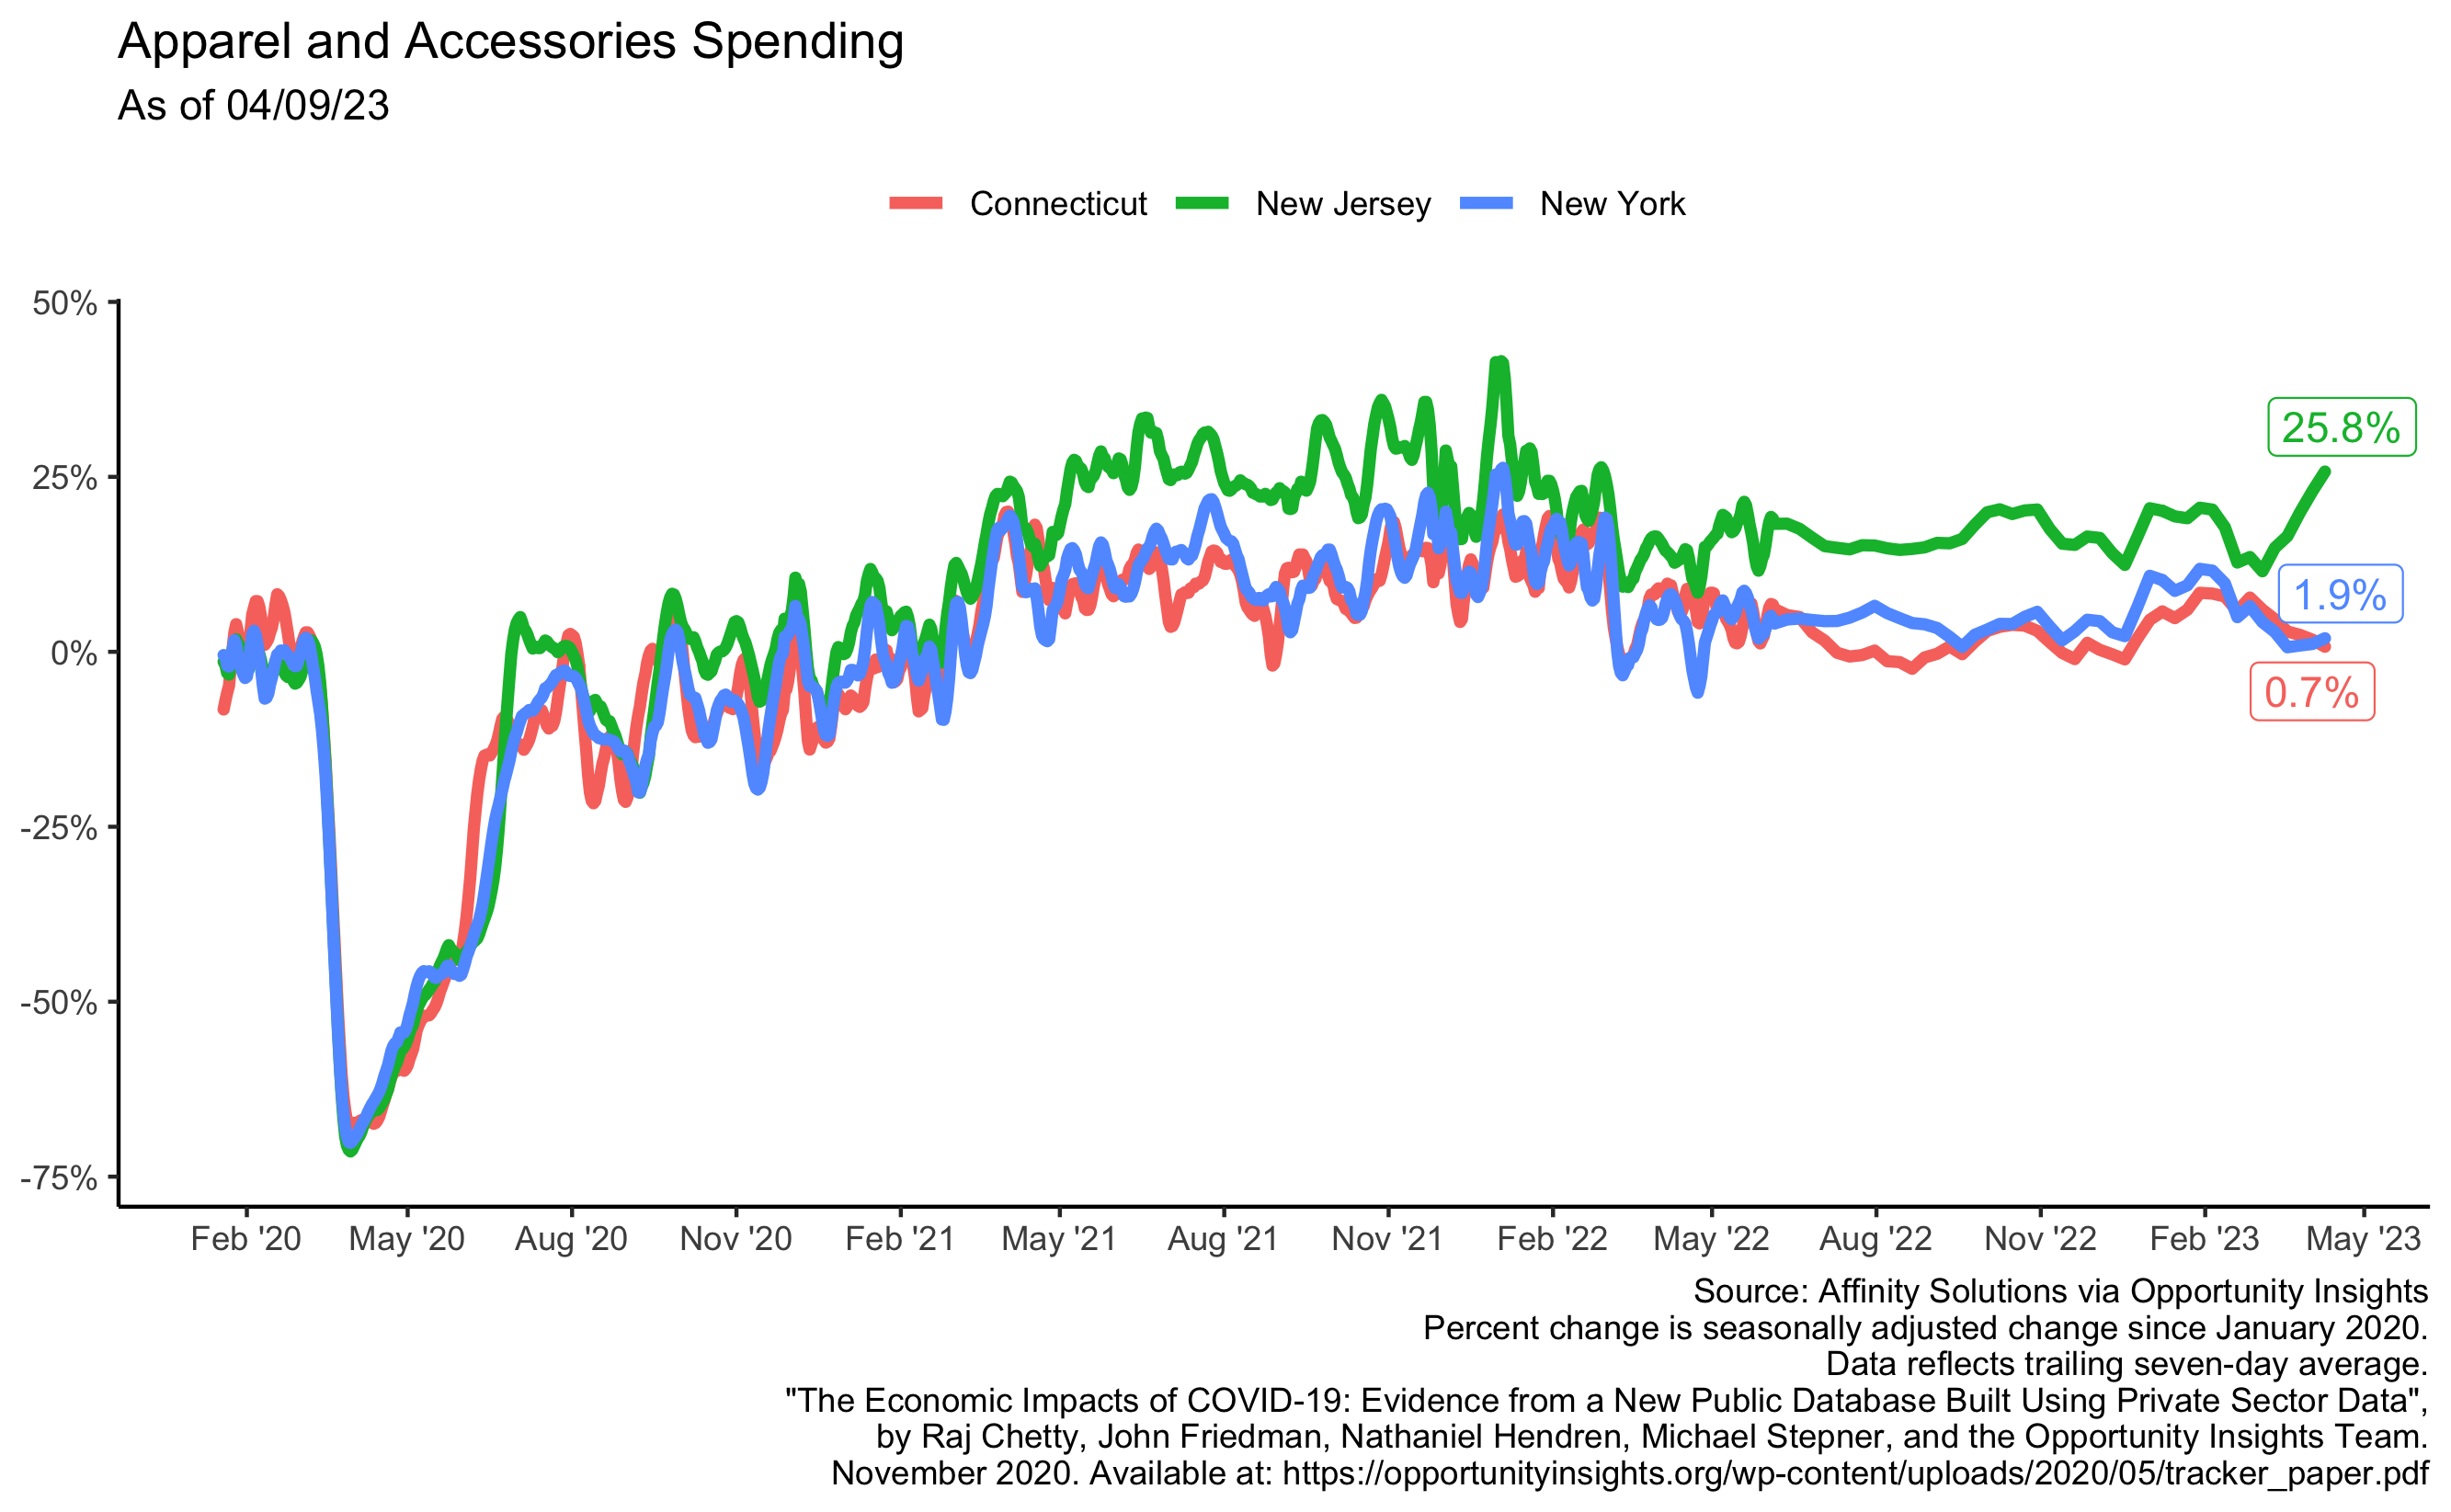 Apparel and Accessories Spending
As of 04/09/23
Connecticut New Jersey New York
50%
25%
0%
-25%
-50%
-75%
25.8%
1.9%
0.7%
Feb '20 May '20 Aug '20 Nov '20 Feb '21 May '21 Aug '21 Nov '21 Feb '22 May '22 Aug '22 Nov '22 Feb '23 May '23
Source: Affinity Solutions via Opportunity Insights
Percent change is seasonally adjusted change since January 2020.
Data reflects trailing seven-day average.
"The Economic Impacts of COVID-19: Evidence from a New Public Database Built Using Private Sector Data",
by Raj Chetty, John Friedman, Nathaniel Hendren, Michael Stepner, and the Opportunity Insights Team.
November 2020. Available at: https://opportunityinsights.org/wp-content/uploads/2020/05/tracker_paper.pdf